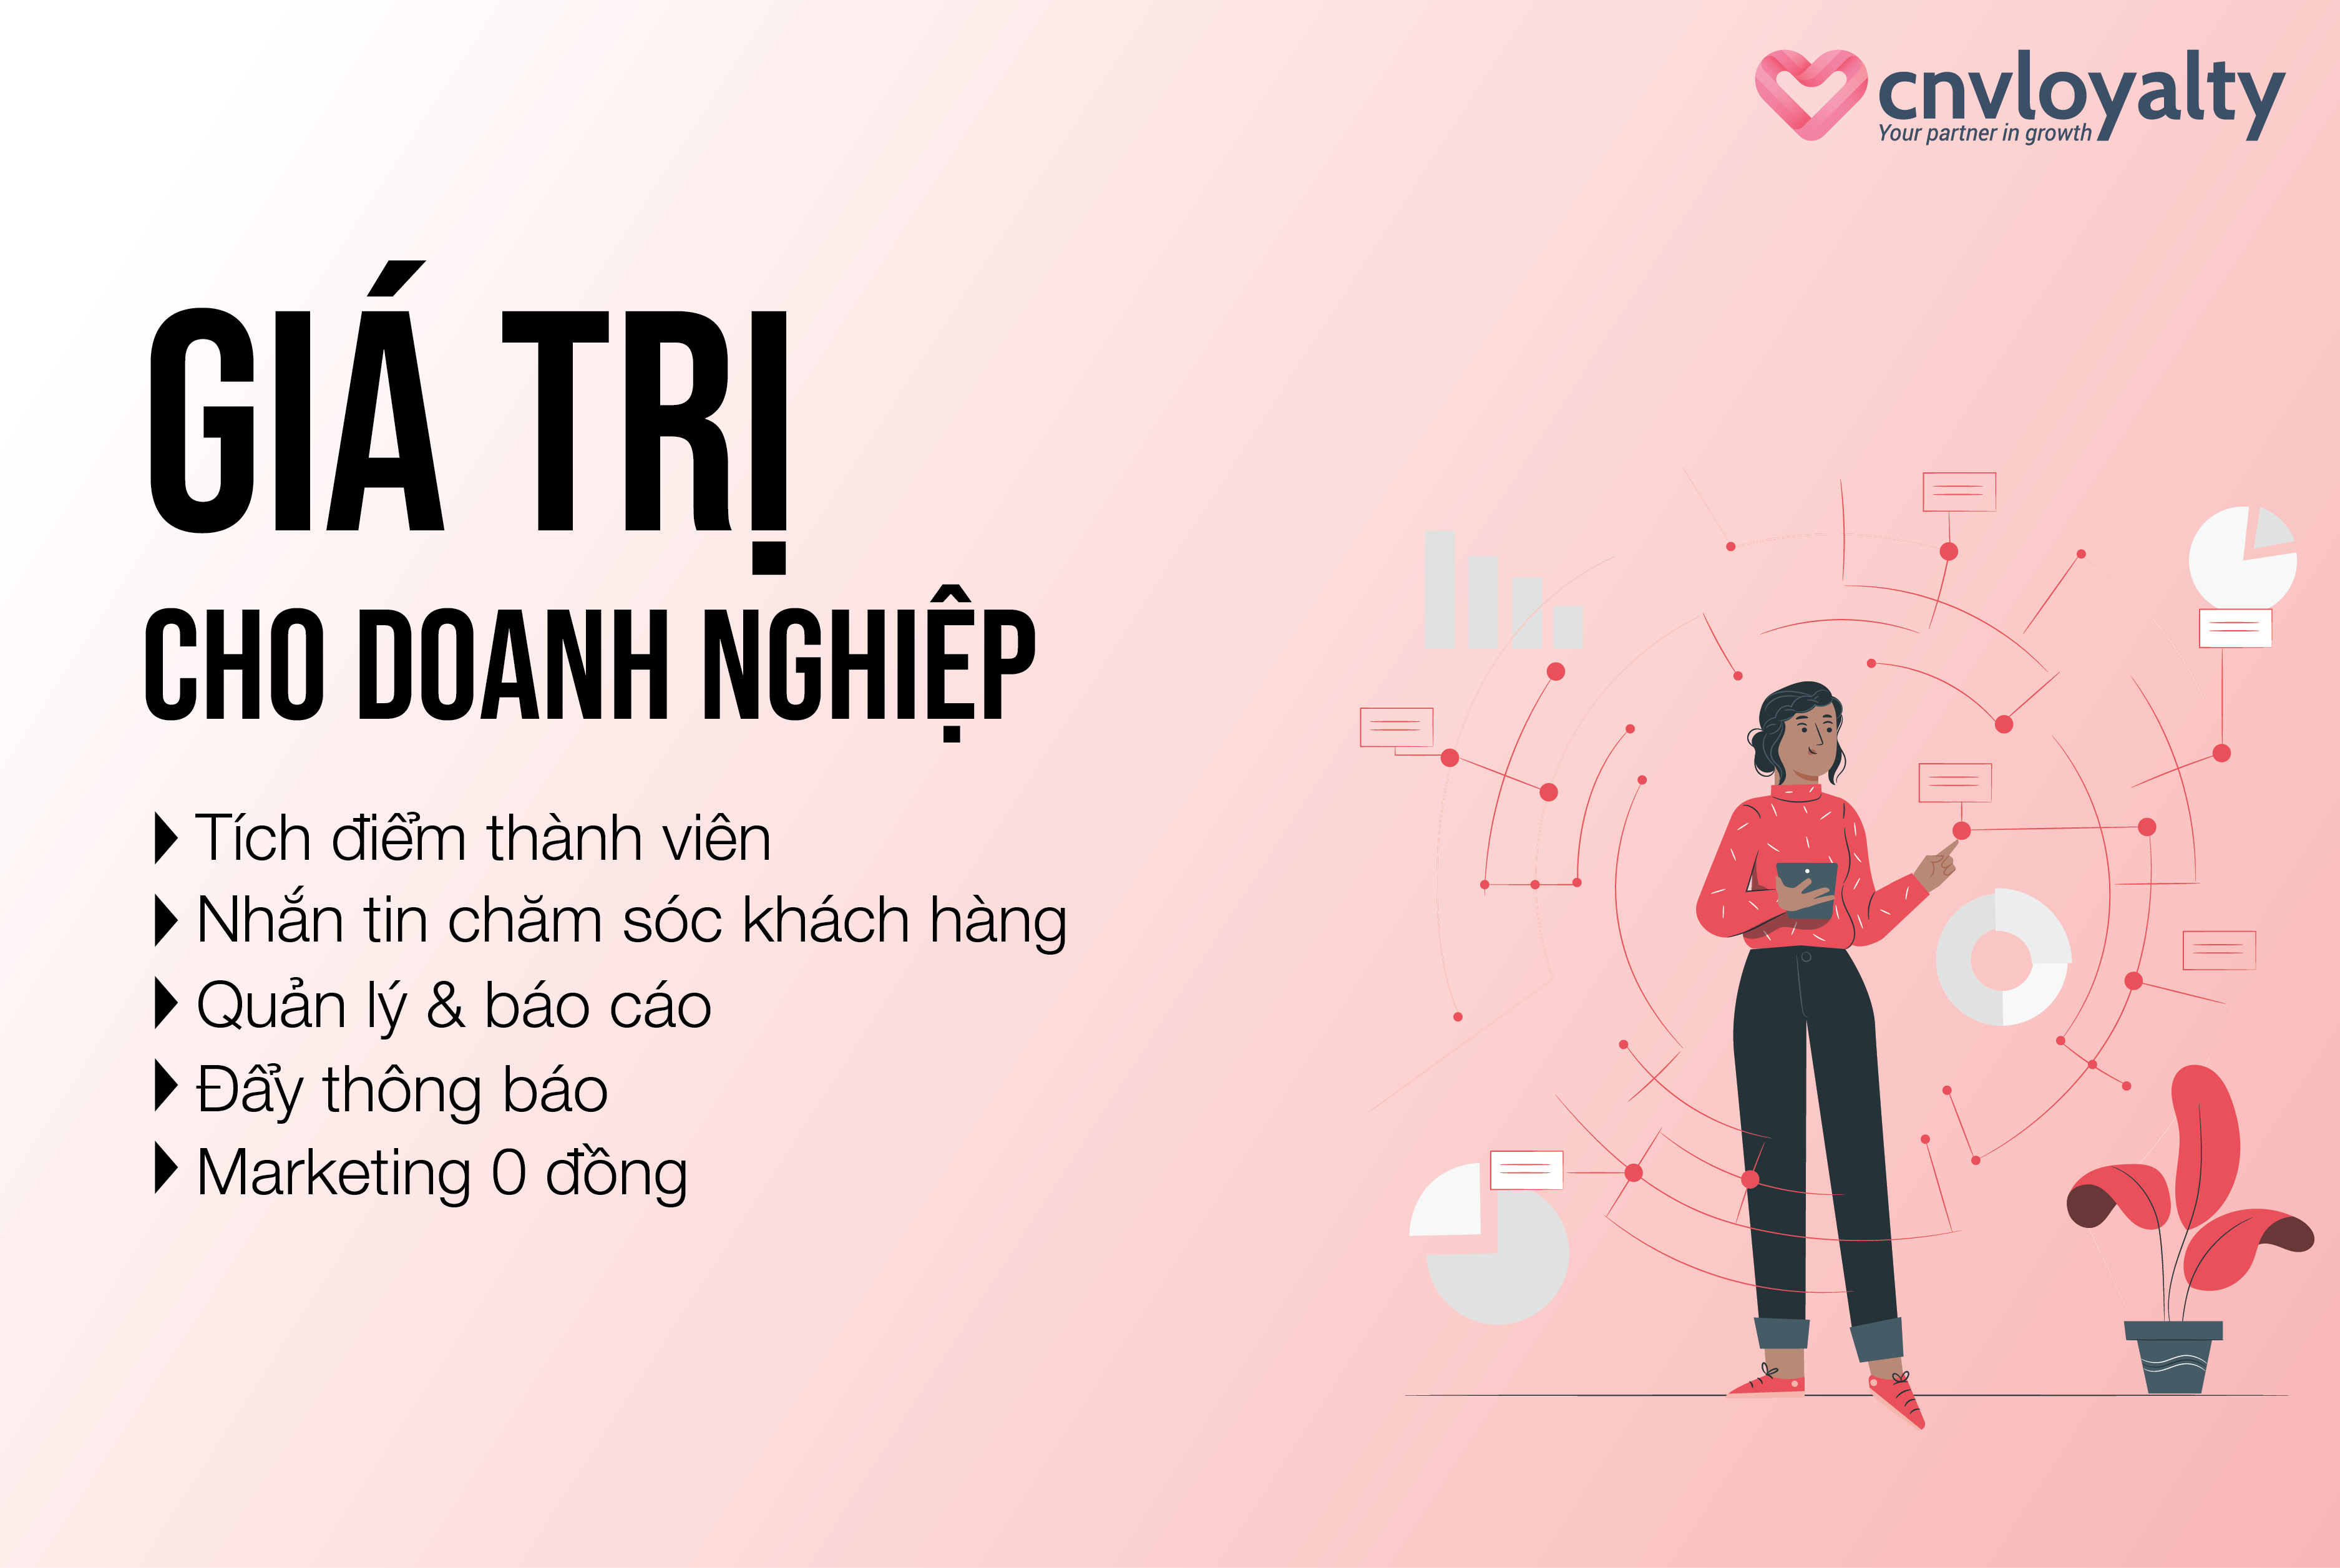 cnvloyalty
Your partner in growth
GIÁ TRỊ
CHO DOANH NGHIỆP
Tích điểm thành viên
Nhắn tin chăm sóc khách hàng
Quản lý & báo cáo
Đẩy thông báo
Marketing 0 đồng